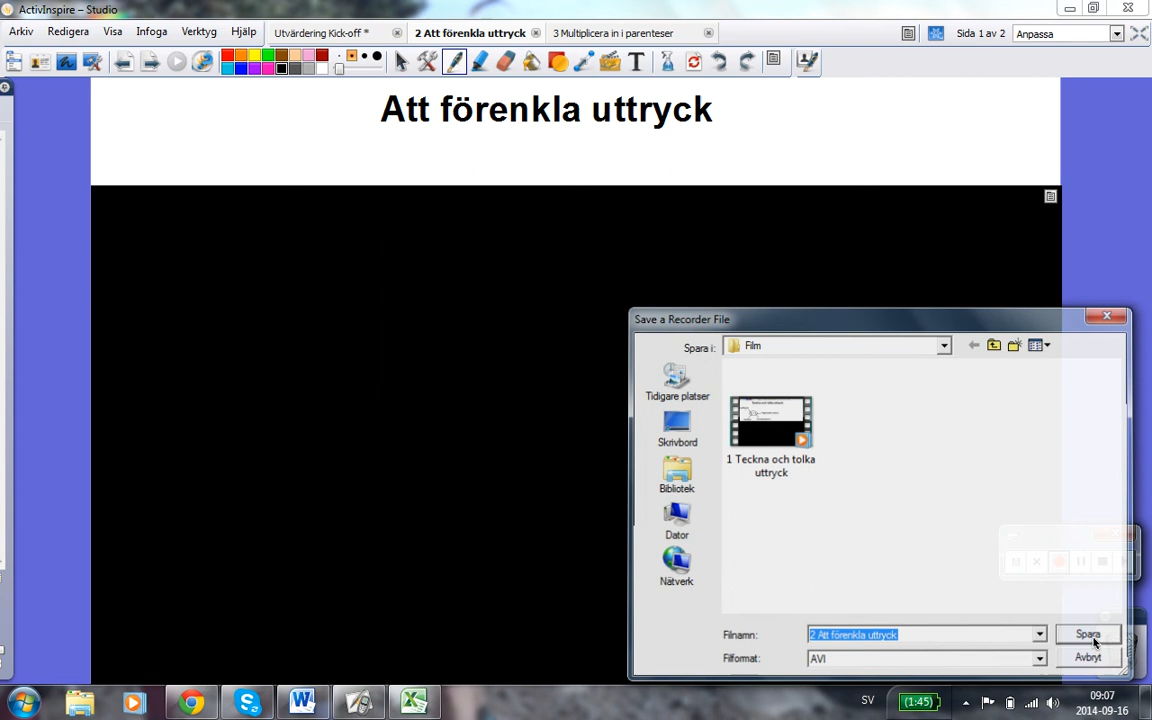 ActivInspire – Studio
Arkiv Redigera Visa Infoga Verktyg Hjälp
Utvärdering Kick-off * 2 Att förenkla uttryck 3 Multiplicera in i parenteser
Sida 1 av 2 Anpassa
Att förenkla uttryck
Save a Recorder File
Spara i: Film
Tidigare platser
Skrivbord
Bibliotek
Dator
Nätverk
1 Teckna och tolka
uttryck
Filnamn: 2 Att förenkla uttryck Spara
Filformat: AVI Avbryt
SV (1:45) 09:07
2014-09-16